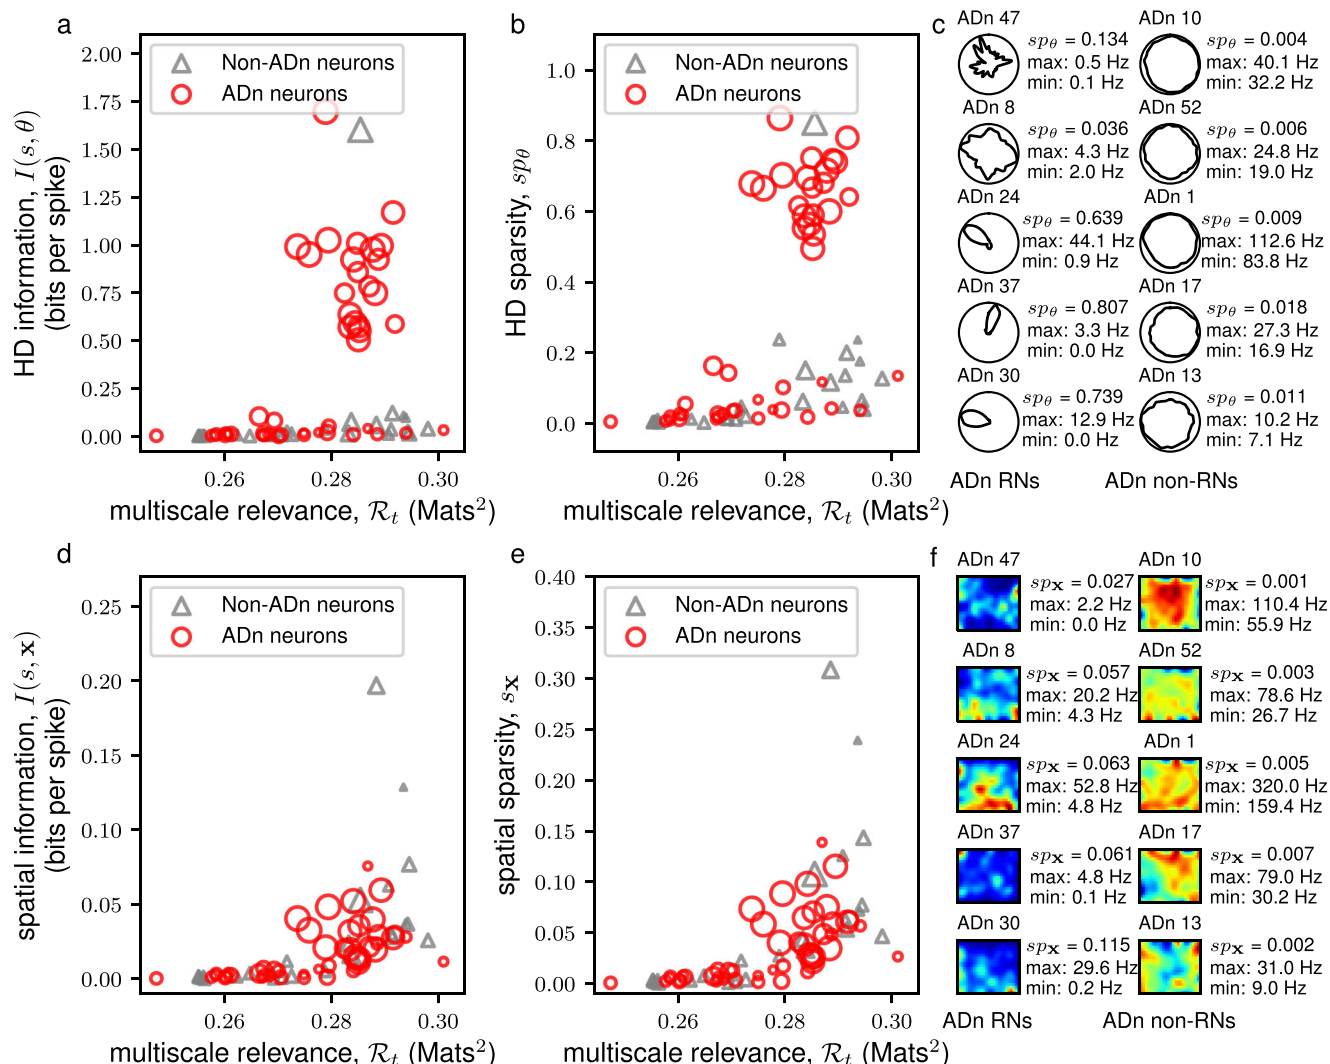 a
2.00
1.75
1.50
1.25
1.00
0.75
0.50
0.25
0.00
HD information, I(s, θ)
(bits per spike)
Non-ADn neurons
ADn neurons
0.26
0.28
0.30
multiscale relevance, ℛt (Mats²)
b
1.0
0.8
0.6
0.4
0.2
0.0
HD sparsity, spθ
Non-ADn neurons
ADn neurons
0.26
0.28
0.30
multiscale relevance, ℛt (Mats²)
c
ADn 47
spθ = 0.134
max: 0.5 Hz
min: 0.1 Hz
ADn 10
spθ = 0.004
max: 40.1 Hz
min: 32.2 Hz
ADn 8
spθ = 0.036
max: 4.3 Hz
min: 2.0 Hz
ADn 52
spθ = 0.006
max: 24.8 Hz
min: 19.0 Hz
ADn 24
spθ = 0.639
max: 44.1 Hz
min: 0.9 Hz
ADn 1
spθ = 0.009
max: 112.6 Hz
min: 83.8 Hz
ADn 37
spθ = 0.807
max: 3.3 Hz
min: 0.0 Hz
ADn 17
spθ = 0.018
max: 27.3 Hz
min: 16.9 Hz
ADn 30
spθ = 0.739
max: 12.9 Hz
min: 0.0 Hz
ADn 13
spθ = 0.011
max: 10.2 Hz
min: 7.1 Hz
ADn RNs
ADn non-RNs
d
0.25
0.20
0.15
0.10
0.05
0.00
spatial information, I(s, x)
(bits per spike)
Non-ADn neurons
ADn neurons
0.26
0.28
0.30
multiscale relevance, ℛt (Mats²)
e
0.40
0.35
0.30
0.25
0.20
0.15
0.10
0.05
0.00
spatial sparsity, sX
Non-ADn neurons
ADn neurons
0.26
0.28
0.30
multiscale relevance, ℛt (Mats²)
f
ADn 47
spX = 0.027
max: 2.2 Hz
min: 0.0 Hz
ADn 10
spX = 0.001
max: 110.4 Hz
min: 55.9 Hz
ADn 8
spX = 0.057
max: 20.2 Hz
min: 4.3 Hz
ADn 52
spX = 0.003
max: 78.6 Hz
min: 26.7 Hz
ADn 24
spX = 0.063
max: 52.8 Hz
min: 4.8 Hz
ADn 1
spX = 0.005
max: 320.0 Hz
min: 159.4 Hz
ADn 37
spX = 0.061
max: 4.8 Hz
min: 0.1 Hz
ADn 17
spX = 0.007
max: 79.0 Hz
min: 30.2 Hz
ADn 30
spX = 0.115
max: 29.6 Hz
min: 0.2 Hz
ADn 13
spX = 0.002
max: 31.0 Hz
min: 9.0 Hz
ADn RNs
ADn non-RNs